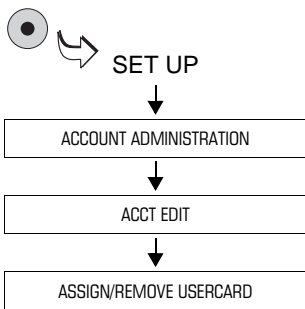 SET UP
ACCOUNT ADMINISTRATION
ACCT EDIT
ASSIGN/REMOVE USERCARD